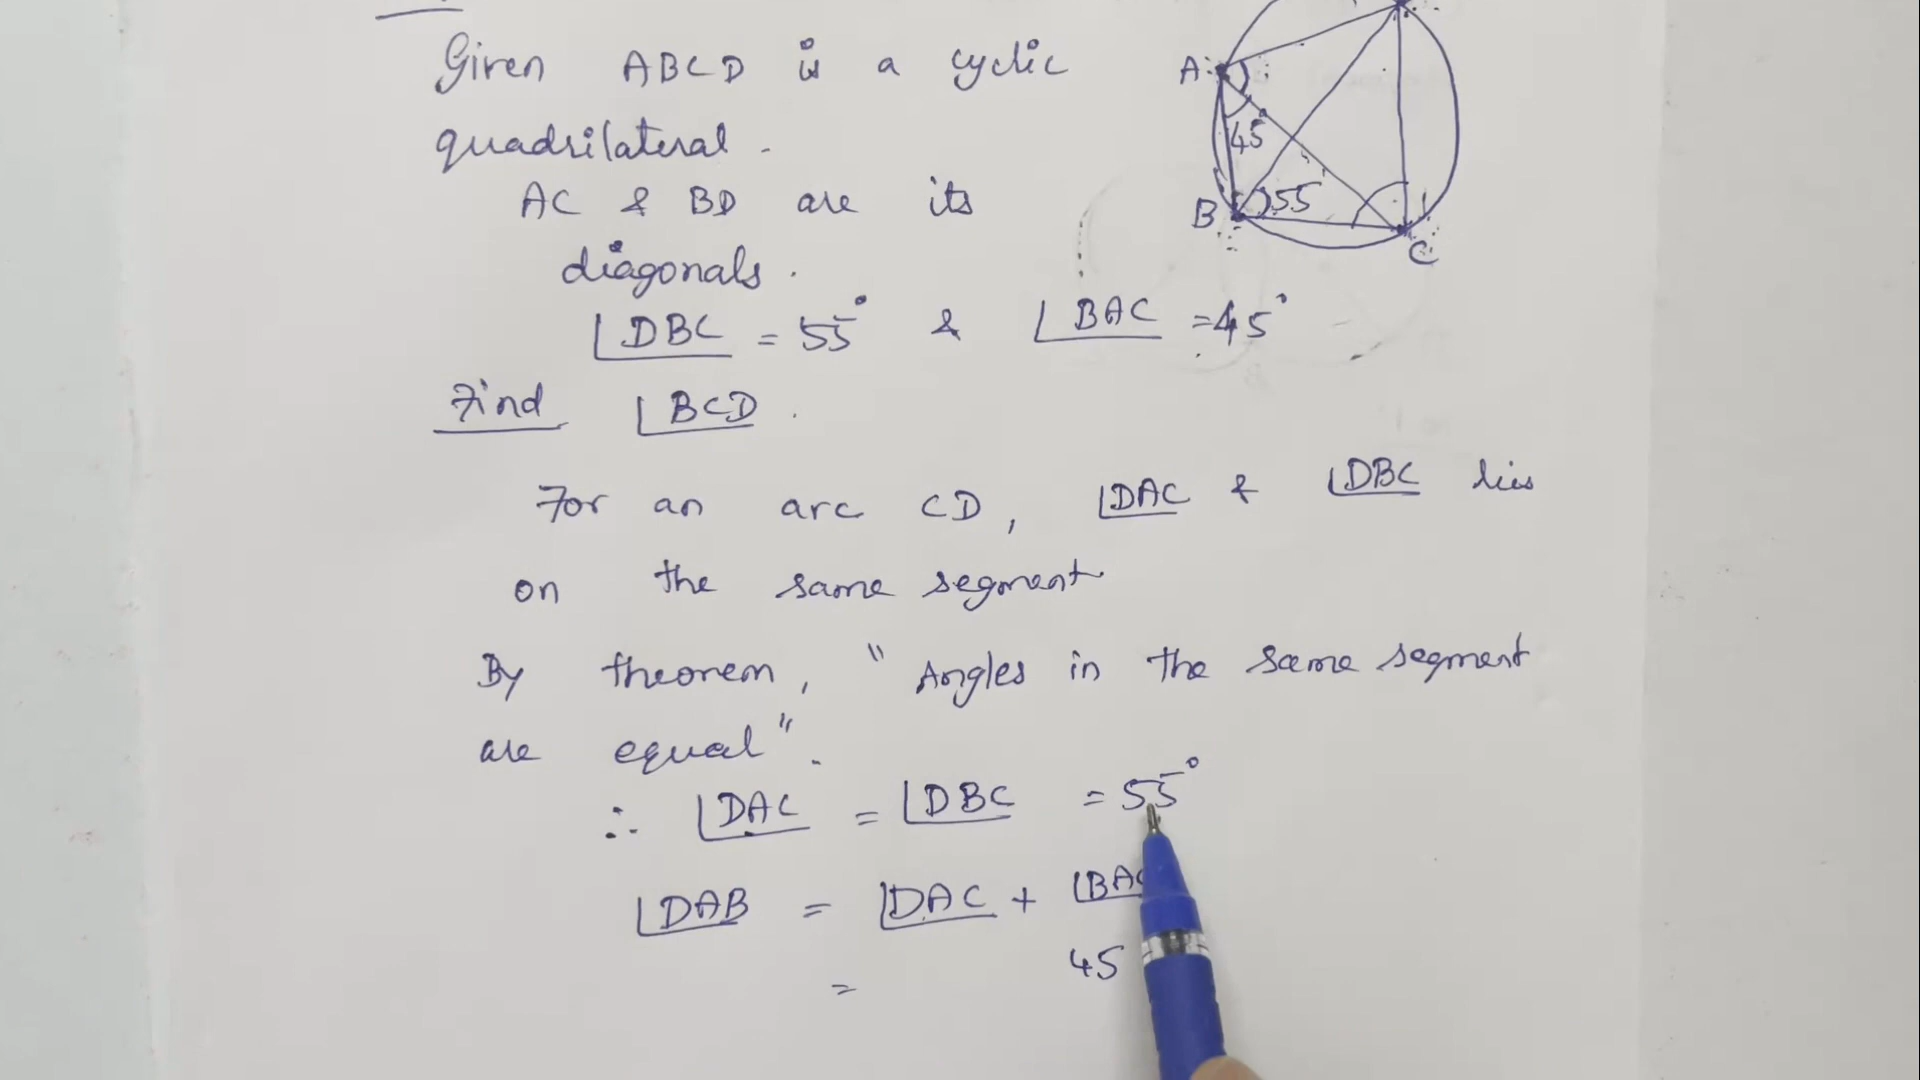 Given ABCD is a cyclic
quadrilateral.
AC & BD are its
diagonals.
∠DBC = 55° & ∠BAC = 45°
Find ∠BCD.
A
45
B
55
C
For an arc CD, ∠DAC & ∠DBC lies
on the same segment
By theorem, "Angles in the same segment
are equal".
∴ ∠DAC = ∠DBC = 55°
∠DAB = ∠DAC + ∠BAC
= 45